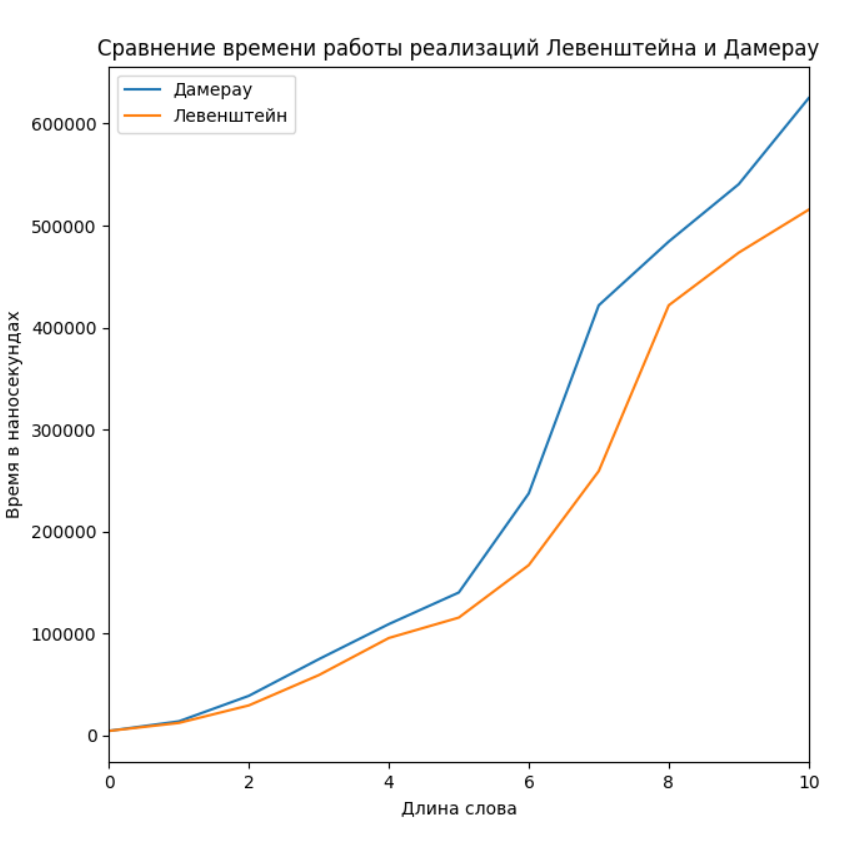 Сравнение времени работы реализаций Левенштейна и Дамерау
Дамерау
Левенштейн
600000
500000
400000
300000
200000
100000
0
Время в наносекундах
0 2 4 6 8 10
Длина слова